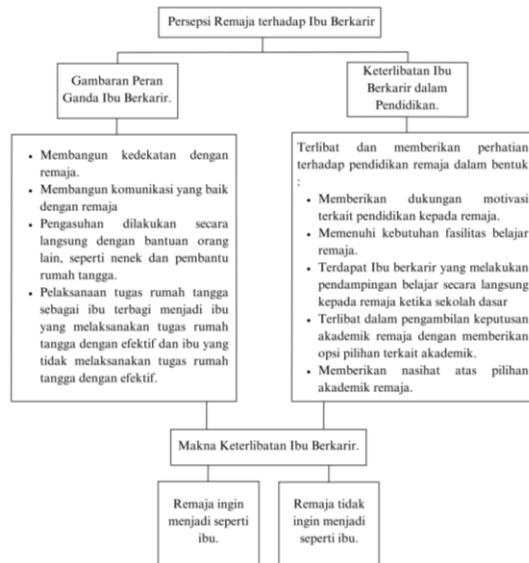 Persepsi Remaja terhadap Ibu Berkarir
Gambaran Peran
Ganda Ibu Berkarir.
Keterlibatan Ibu
Berkarir dalam
Pendidikan.
• Membangun kedekatan dengan
remaja.
• Membangun komunikasi yang baik
dengan remaja
• Pengasuhan dilakukan secara
langsung dengan bantuan orang
lain, seperti nenek dan pembantu
rumah tangga.
• Pelaksanaan tugas rumah tangga
sebagai ibu terbagi menjadi ibu
yang melaksanakan tugas rumah
tangga dengan efektif dan ibu yang
tidak melaksanakan tugas rumah
tangga dengan efektif.
Terlibat dan memberikan perhatian
terhadap pendidikan remaja dalam bentuk
:
• Memberikan dukungan motivasi
terkait pendidikan kepada remaja.
• Memenuhi kebutuhan fasilitas belajar
remaja.
• Terdapat Ibu berkarir yang melakukan
pendampingan belajar secara langsung
kepada remaja ketika sekolah dasar
• Terlibat dalam pengambilan keputusan
akademik remaja dengan memberikan
opsi pilihan terkait akademik.
• Memberikan nasihat atas pilihan
akademik remaja.
Makna Keterlibatan Ibu Berkarir.
Remaja ingin
menjadi seperti
ibu.
Remaja tidak
ingin menjadi
seperti ibu.